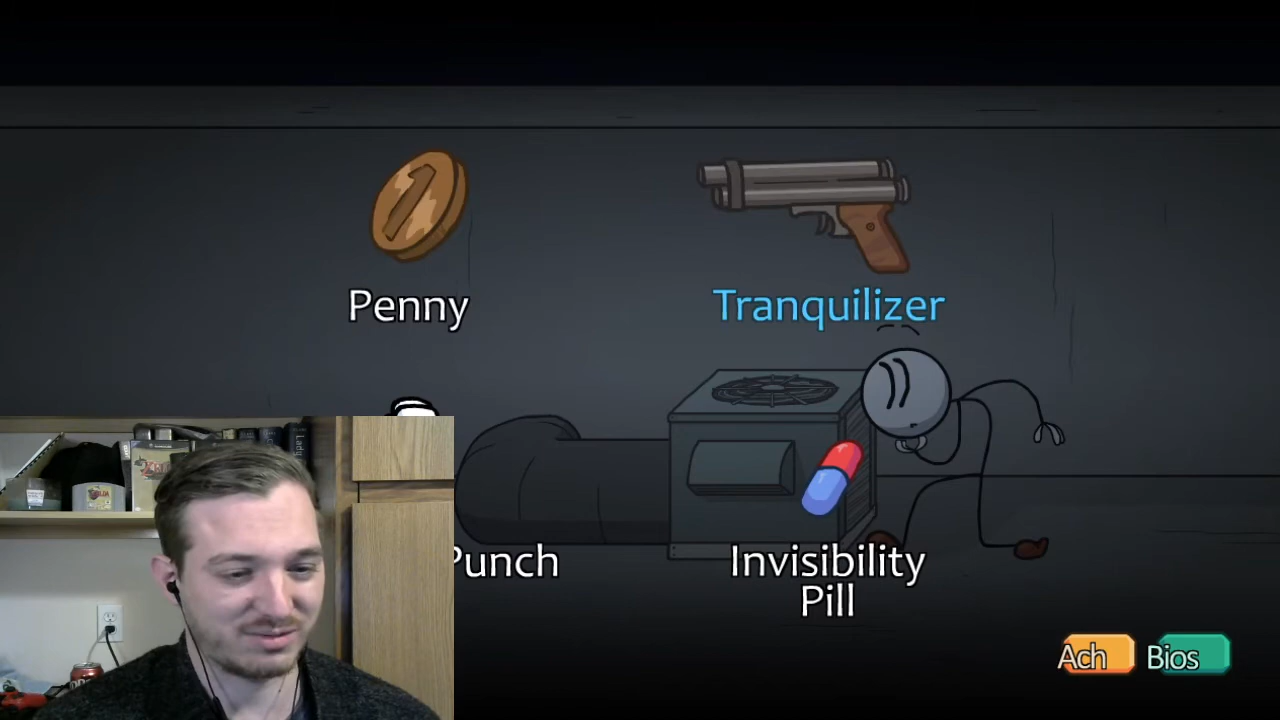 Penny
Tranquilizer
Punch
Invisibility
Pill
Ach
Bios